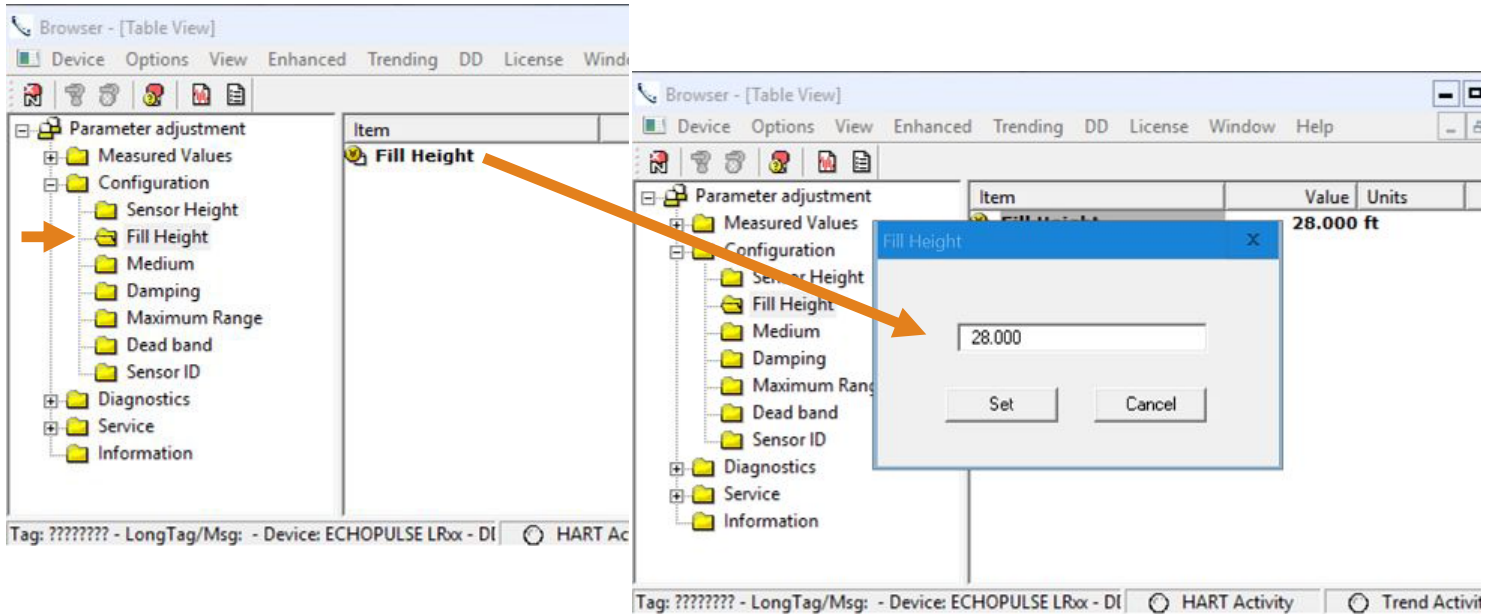 Browser - [Table View]
Device Options View Enhanced Trending DD License
Parameter adjustment
Measured Values
Configuration
Sensor Height
Fill Height
Medium
Damping
Maximum Range
Dead band
Sensor ID
Diagnostics
Service
Information
Item
Fill Height
Tag: ???????? - LongTag/Msg: - Device: ECHOPULSE LRxx - DI HART Ac
Browser - [Table View]
Device Options View Enhanced Trending DD License Window Help
Parameter adjustment
Measured Values
Configuration
Sensor Height
Fill Height
Medium
Damping
Maximum Rang
Dead band
Sensor ID
Diagnostics
Service
Information
Item Value Units
28.000 ft
Fill Height x
28.000
Set Cancel
Tag: ???????? - LongTag/Msg: - Device: ECHOPULSE LRxx - DI HART Activity Trend Activit